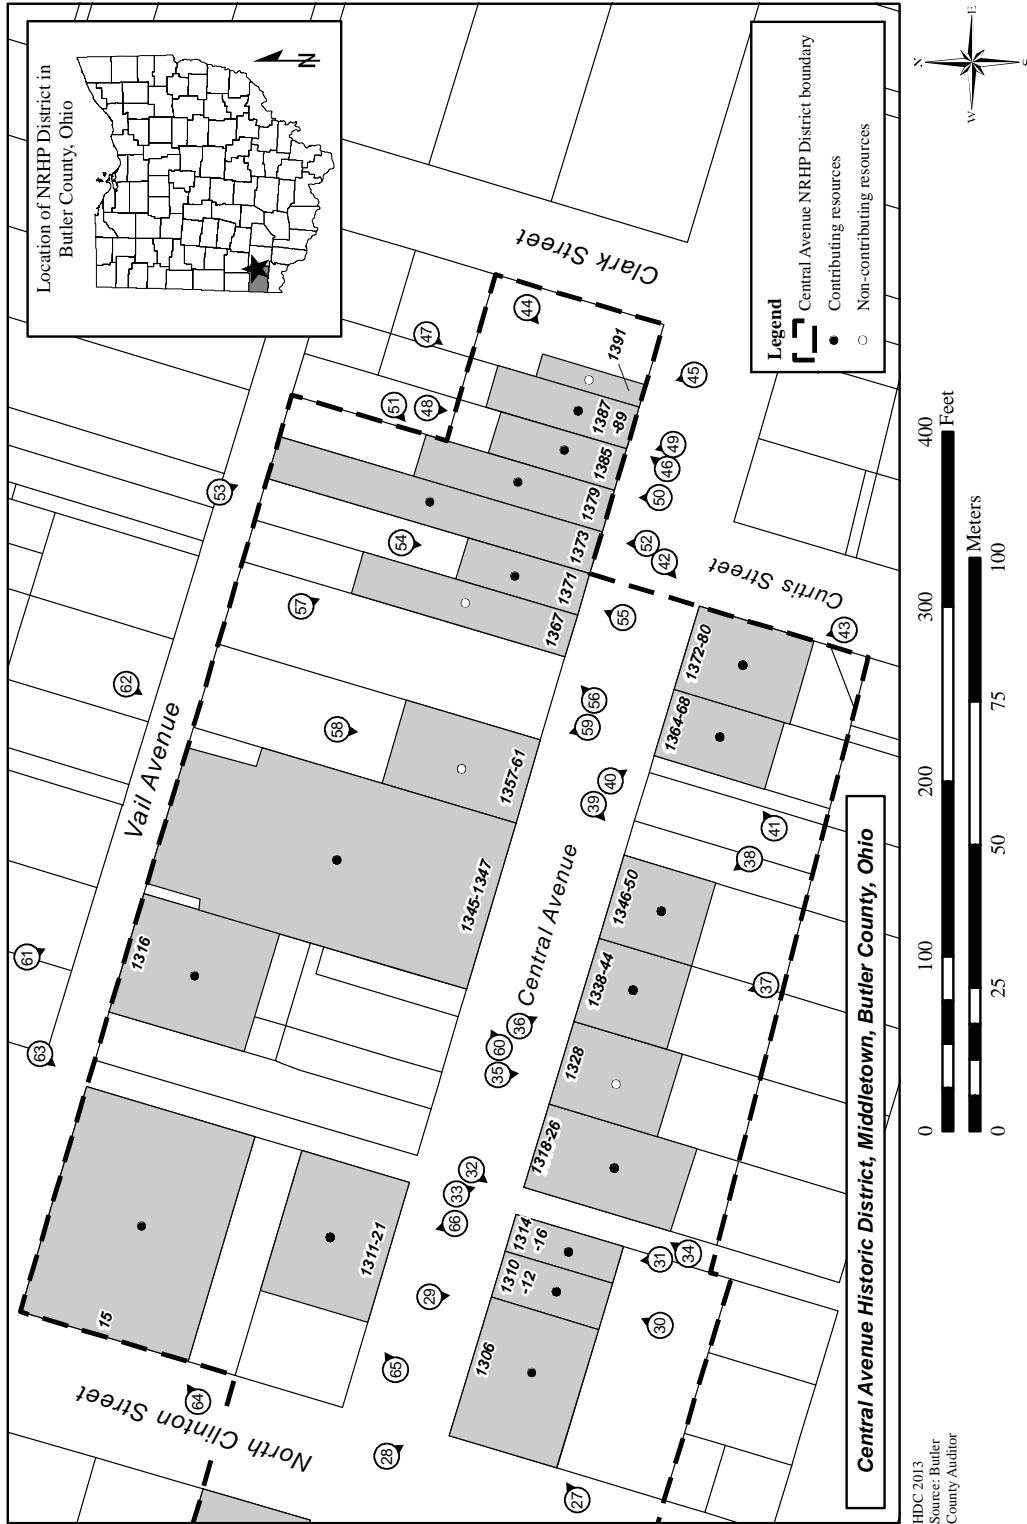 Location of NRHP District in
Butler County, Ohio
N
Legend
Central Avenue NRHP District boundary
Contributing resources
Non-contributing resources
N
E
S
W
Vail Avenue
Central Avenue
North Clinton Street
Clark Street
Curtis Street
15
1316
1311-21
1345-1347
1357-61
1367
1371
1373
1379
1385
1387
-89
1391
1306
1310
-12
1314
-16
1318-26
1328
1338-44
1346-50
1364-68
1372-80
27
28
29
30
31
32
33
34
35
36
37
38
39
40
41
42
43
44
45
46
47
48
49
50
51
52
53
54
55
56
57
58
59
60
61
62
63
64
65
66
Central Avenue Historic District, Middletown, Butler County, Ohio
HDC 2013
Source: Butler
County Auditor
0 100 200 300 400
Feet
0 25 50 75 100
Meters